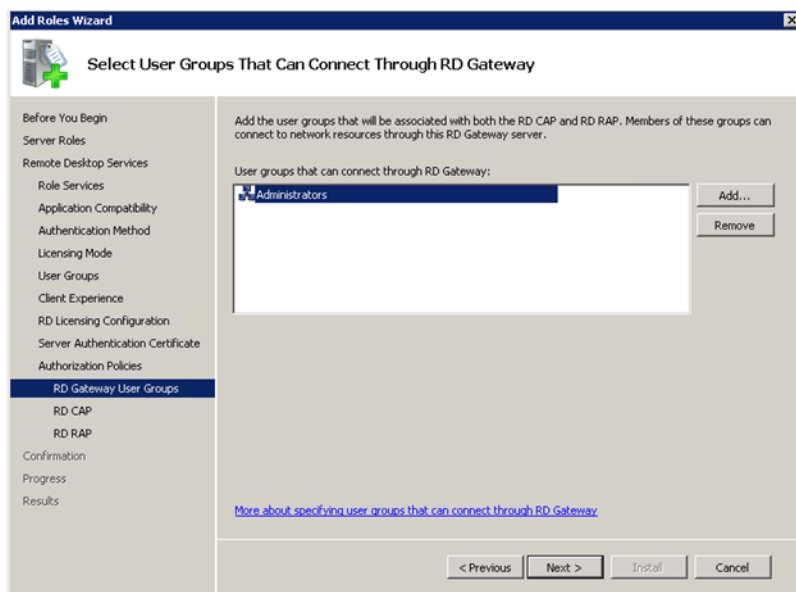 Add Roles Wizard
Select User Groups That Can Connect Through RD Gateway
Before You Begin
Server Roles
Remote Desktop Services
Role Services
Application Compatibility
Authentication Method
Licensing Mode
User Groups
Client Experience
RD Licensing Configuration
Server Authentication Certificate
Authorization Policies
RD Gateway User Groups
RD CAP
RD RAP
Confirmation
Progress
Results
Add the user groups that will be associated with both the RD CAP and RD RAP. Members of these groups can
connect to network resources through this RD Gateway server.
User groups that can connect through RD Gateway:
Administrators
Add...
Remove
More about specifying user groups that can connect through RD Gateway
< Previous
Next >
Install
Cancel